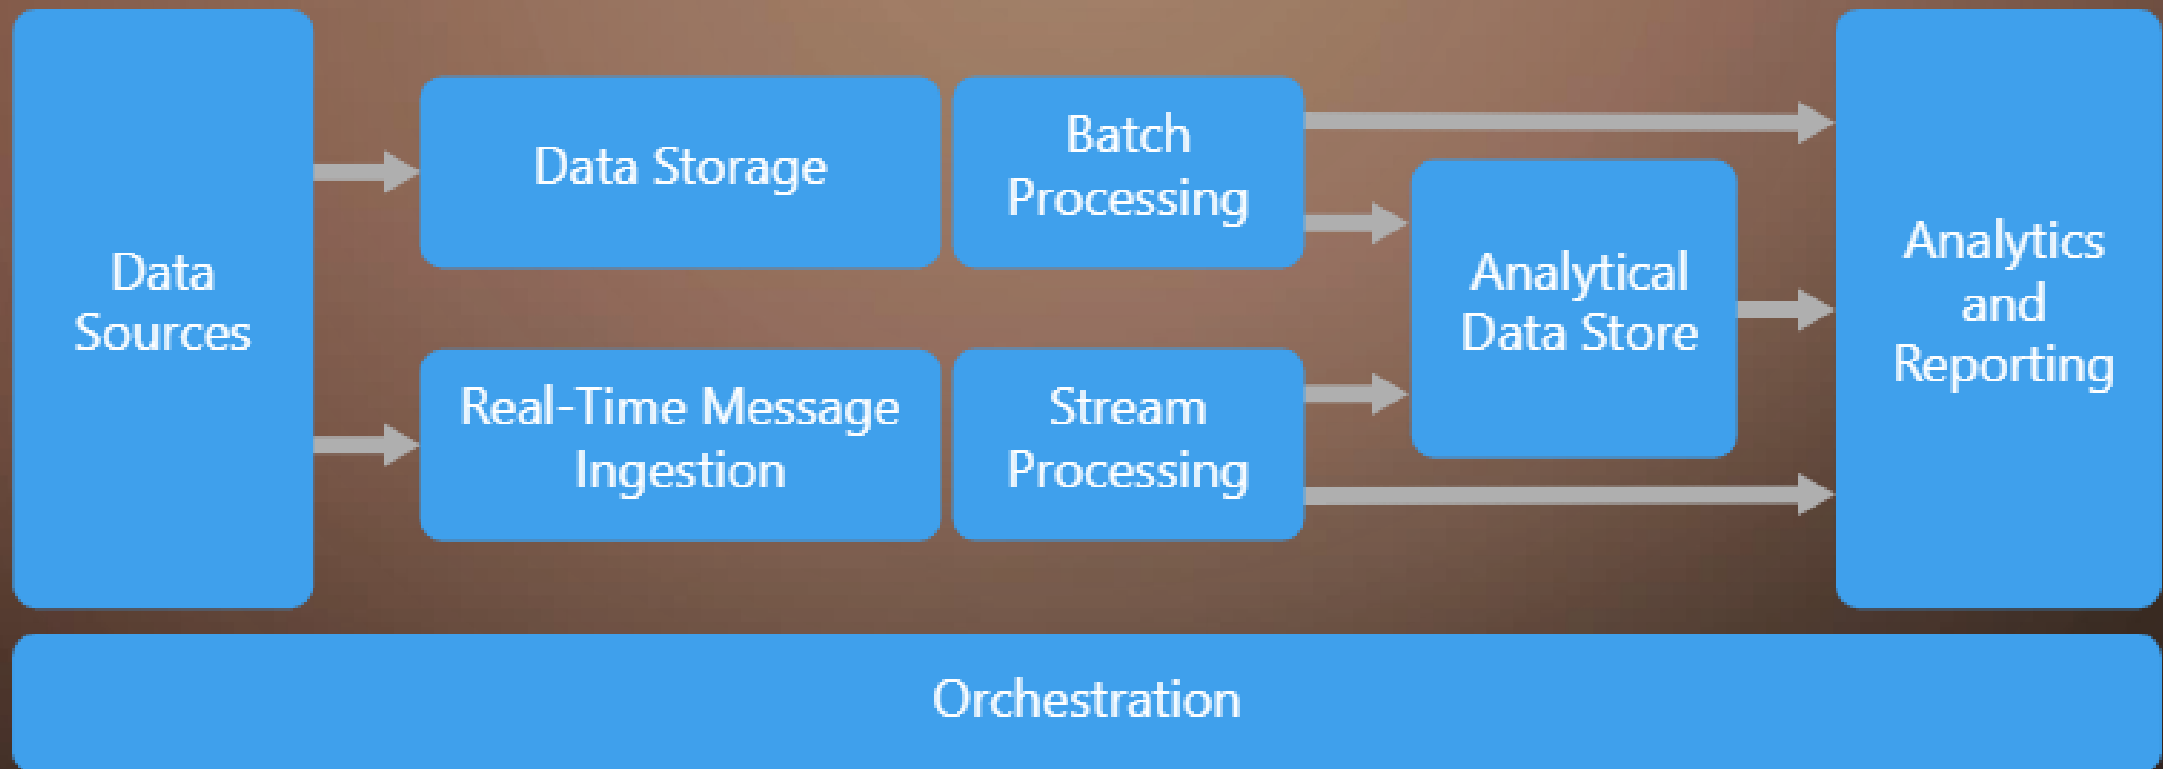 Data
Sources
Data Storage
Batch
Processing
Real-Time Message
Ingestion
Stream
Processing
Analytical
Data Store
Analytics
and
Reporting
Orchestration